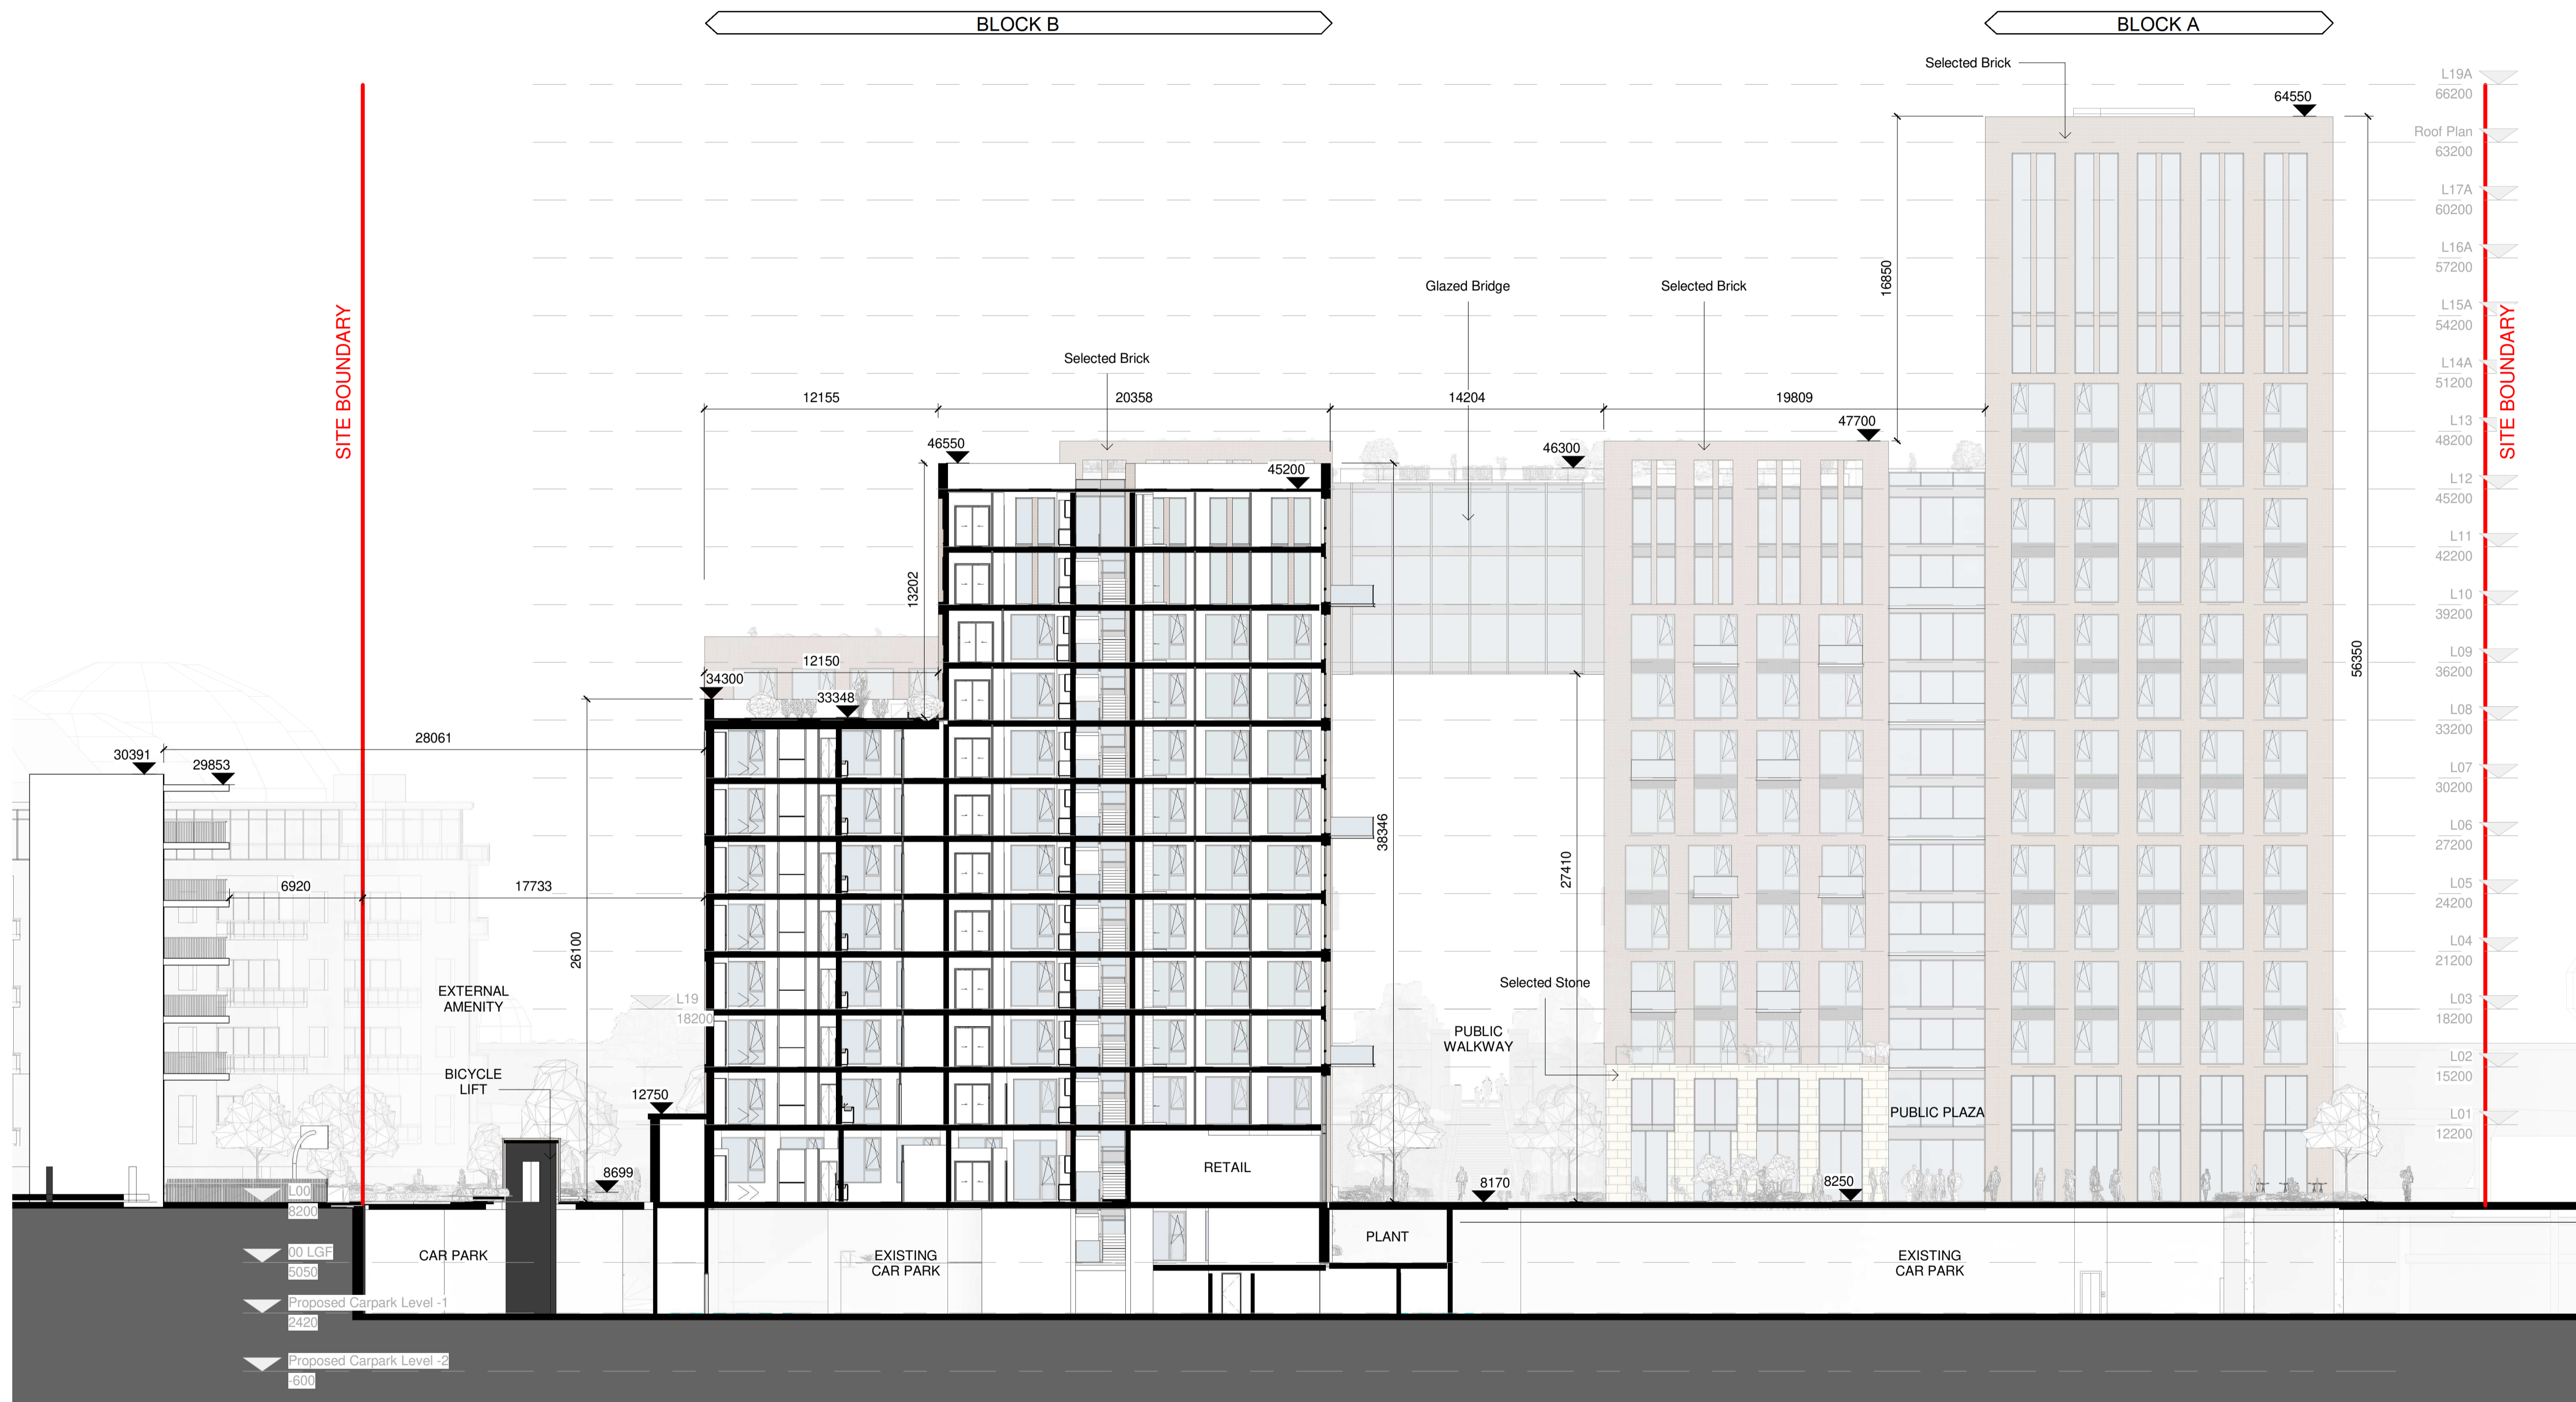 BLOCK B
BLOCK A
Selected Brick
L19A
66200
64550
Roof Plan
63200
L17A
60200
L16A
57200
16850
Glazed Bridge
Selected Brick
L15A
54200
SITE BOUNDARY
SITE BOUNDARY
Selected Brick
L14A
51200
12155
20358
14204
19809
L13
48200
47700
46550
46300
45200
L12
45200
L11
42200
13202
L10
39200
56350
12150
L09
36200
34300
33348
L08
33200
28061
30391
29853
L07
30200
38346
L06
27200
27410
6920
17733
L05
24200
26100
L04
21200
Selected Stone
EXTERNAL
AMENITY
L19
18200
L03
18200
PUBLIC
WALKWAY
BICYCLE
LIFT
L02
15200
12750
PUBLIC PLAZA
L01
12200
RETAIL
8699
8170
8250
L00
8200
PLANT
CAR PARK
EXISTING
CAR PARK
EXISTING
CAR PARK
00 LGF
5050
Proposed Carpark Level -1
2420
Proposed Carpark Level -2
-600